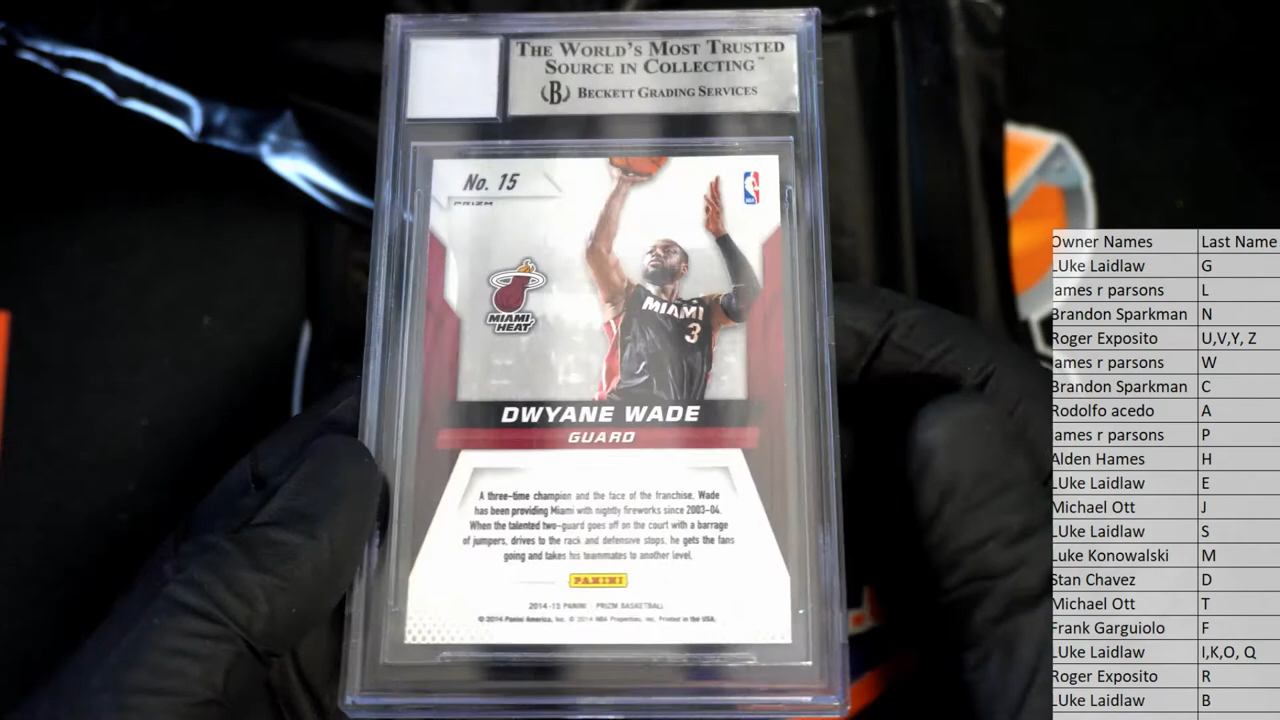 THE WORLD'S MOST TRUSTED
SOURCE IN COLLECTING™
B BECKETT GRADING SERVICES
No. 15
PRIZM
NBA
MIAMI
HEAT
MIAMI
3
DWYANE WADE
GUARD
A three-time champion and the face of the franchise, Wade
has been providing Miami with nightly fireworks since 2003-04.
When the talented two-guard goes off on the court with a barrage
of jumpers, drives to the rack and defensive stops, he gets the fans
going and takes his teammates to another level.
PANINI
2014-15 PANINI - PRIZM BASKETBALL
© 2014 Panini America, Inc. © 2014 NBA Properties, Inc. Printed in the USA.
Owner Names Last Name
LUke Laidlaw G
ames r parsons L
Brandon Sparkman N
Roger Exposito U,V,Y, Z
ames r parsons W
Brandon Sparkman C
Rodolfo acedo A
ames r parsons P
Alden Hames H
LUke Laidlaw E
Michael Ott J
LUke Laidlaw S
Luke Konowalski M
Stan Chavez D
Michael Ott T
Frank Garguiolo F
LUke Laidlaw I,K,O, Q
Roger Exposito R
LUke Laidlaw B